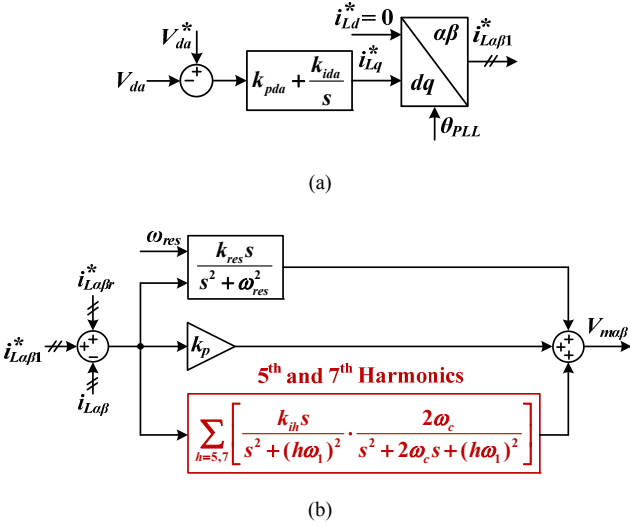 V*da
Vda
+
−
kpda + kida/s
i*Lq
i*Ld = 0
αβ
dq
i*Lαβ1
θPLL
(a)
ωres
kres s / (s² + ω²res)
i*Lαβr
i*Lαβ1
+
+
−
iLαβ
kp
5th and 7th Harmonics
∑h=5,7 [ kih s / (s² + (hω1)²) · 2ωc / (s² + 2ωc s + (hω1)²) ]
+
+
+
Vmαβ
(b)